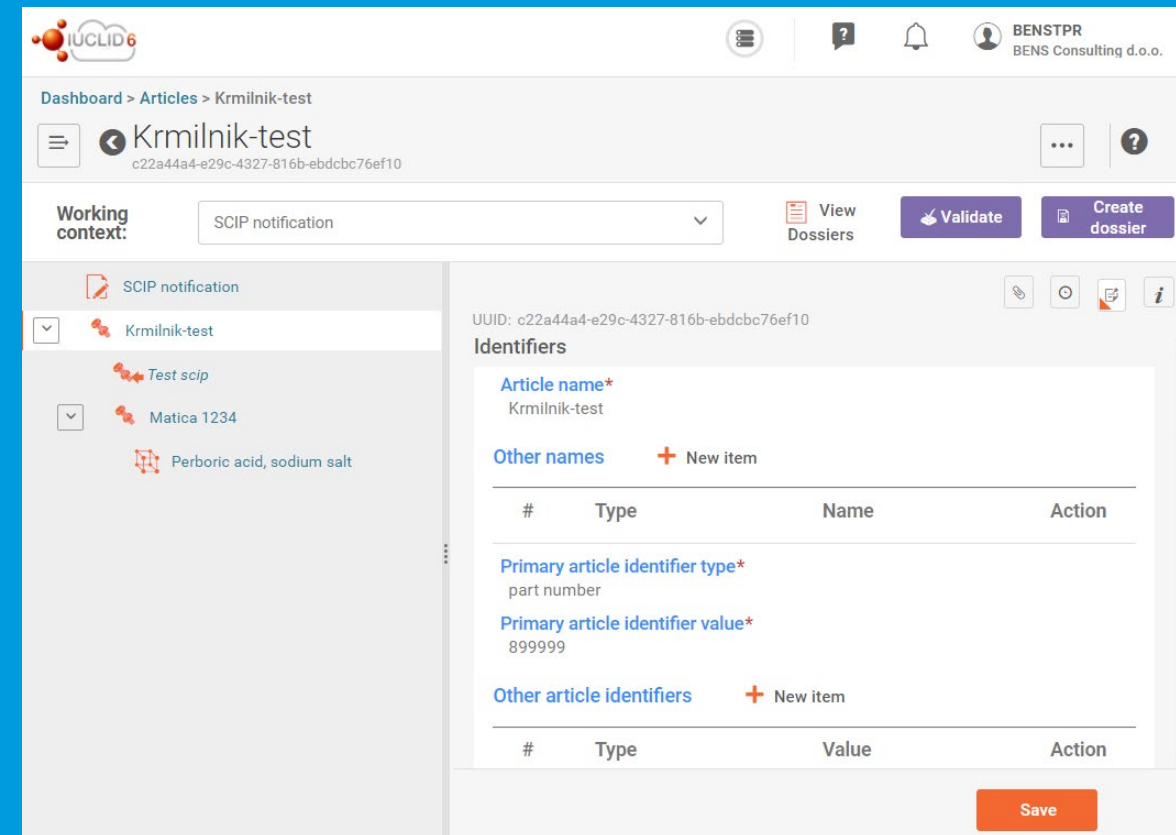 IUCLID 6
BENSTPR
BENS Consulting d.o.o.
Dashboard > Articles > Krmilnik-test
Krmilnik-test
c22a44a4-e29c-4327-816b-ebdcbc76ef10
Working
context:
SCIP notification
View
Dossiers
Validate
Create
dossier
SCIP notification
Krmilnik-test
Test scip
Matica 1234
Perboric acid, sodium salt
UUID: c22a44a4-e29c-4327-816b-ebdcbc76ef10
Identifiers
Article name*
Krmilnik-test
Other names + New item
# Type Name Action
Primary article identifier type*
part number
Primary article identifier value*
899999
Other article identifiers + New item
# Type Value Action
Save